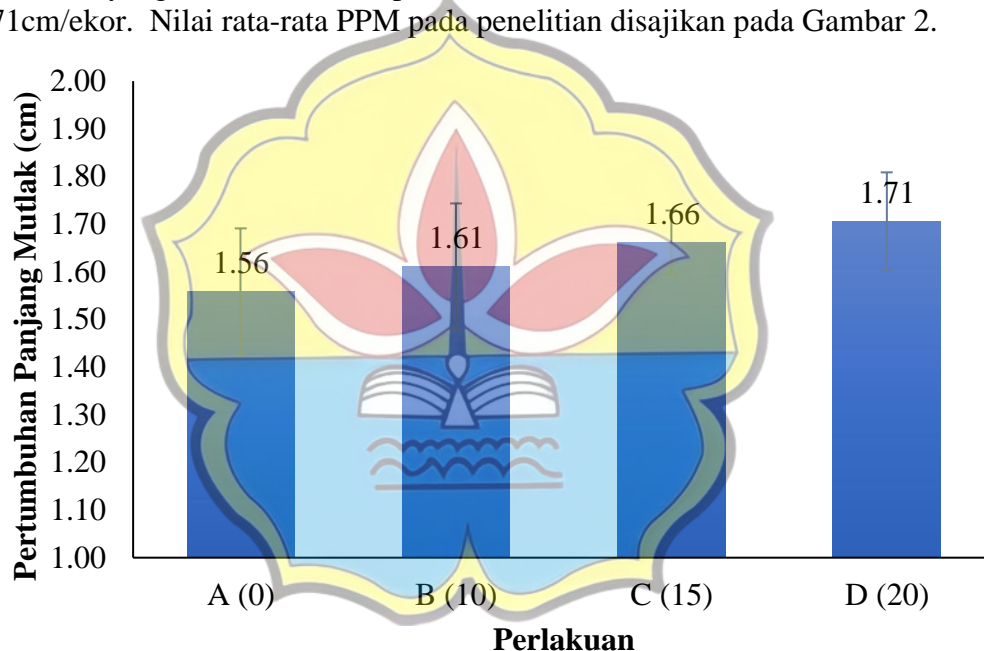 71cm/ekor. Nilai rata-rata PPM pada penelitian disajikan pada Gambar 2.
Pertumbuhan Panjang Mutlak (cm)
2.00
1.90
1.80
1.70
1.60
1.50
1.40
1.30
1.20
1.10
1.00
1.56
1.61
1.66
1.71
A (0)
B (10)
C (15)
D (20)
Perlakuan